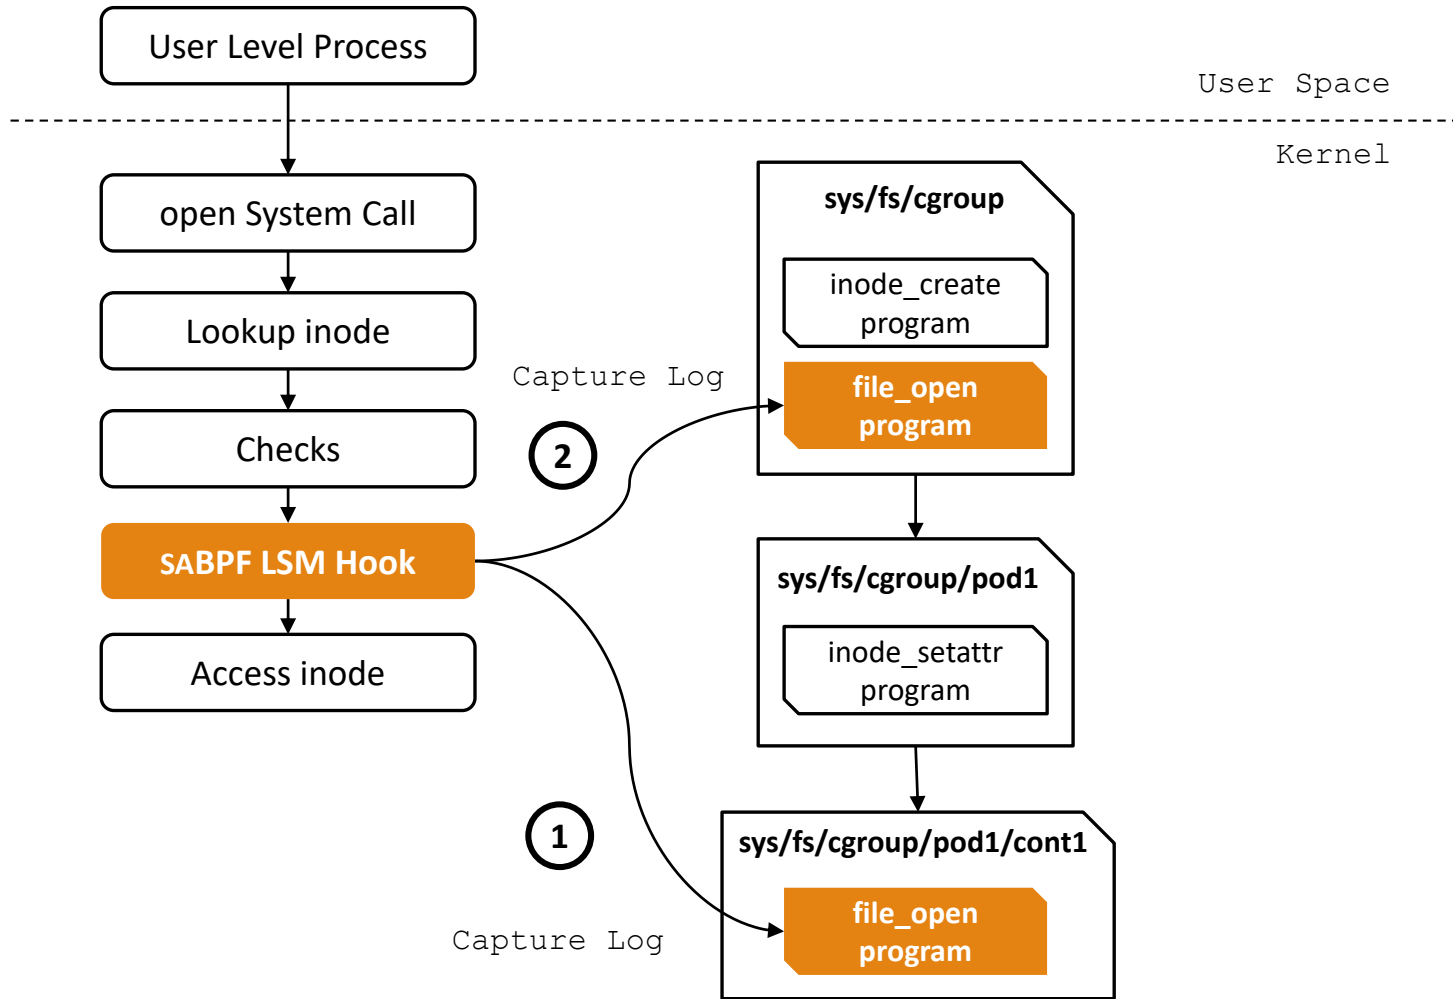 User Level Process
User Space
Kernel
open System Call
Lookup inode
Checks
SABPF LSM Hook
Access inode
Capture Log
2
1
Capture Log
sys/fs/cgroup
inode_create
program
file_open
program
sys/fs/cgroup/pod1
inode_setattr
program
sys/fs/cgroup/pod1/cont1
file_open
program